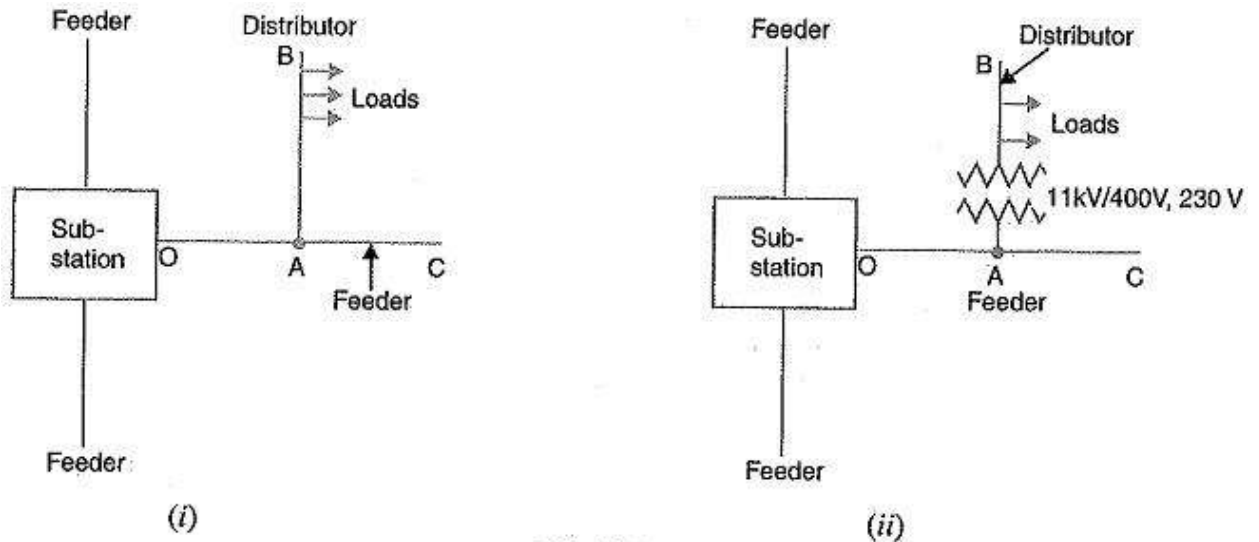 Feeder
Distributor
B
Loads
Sub-
station
O
A
C
Feeder
Feeder
(i)
Feeder
Distributor
B
Loads
11kV/400V, 230 V
Sub-
station
O
A
C
Feeder
Feeder
(ii)